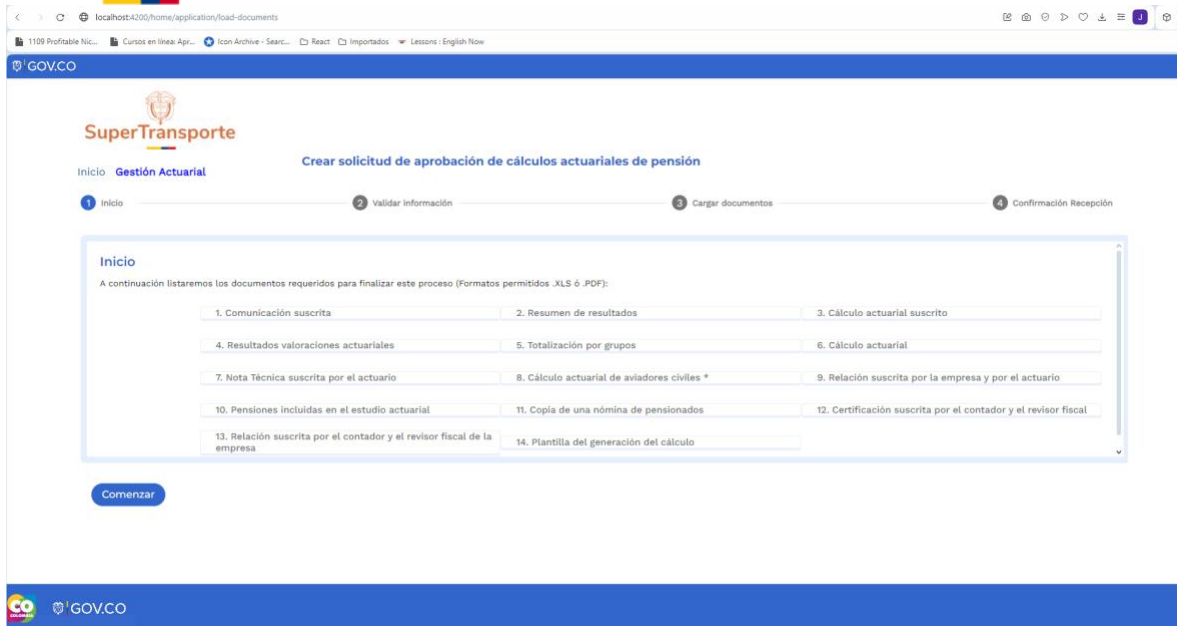 localhost:4200/home/application/load-documents
J
1109 Profitable Nic... Cursos en línea: Apr... Icon Archive - Searc... React Importados Lessons : English Now
GOV.CO
SuperTransporte
Crear solicitud de aprobación de cálculos actuariales de pensión
Inicio Gestión Actuarial
1 Inicio 2 Validar información 3 Cargar documentos 4 Confirmación Recepción
Inicio
A continuación listaremos los documentos requeridos para finalizar este proceso (Formatos permitidos .XLS ó .PDF):
1. Comunicación suscrita 2. Resumen de resultados 3. Cálculo actuarial suscrito
4. Resultados valoraciones actuariales 5. Totalización por grupos 6. Cálculo actuarial
7. Nota Técnica suscrita por el actuario 8. Cálculo actuarial de aviadores civiles * 9. Relación suscrita por la empresa y por el actuario
10. Pensiones incluidas en el estudio actuarial 11. Copia de una nómina de pensionados 12. Certificación suscrita por el contador y el revisor fiscal
13. Relación suscrita por el contador y el revisor fiscal de la
empresa
14. Plantilla del generación del cálculo
Comenzar
CO
COLOMBIA
GOV.CO